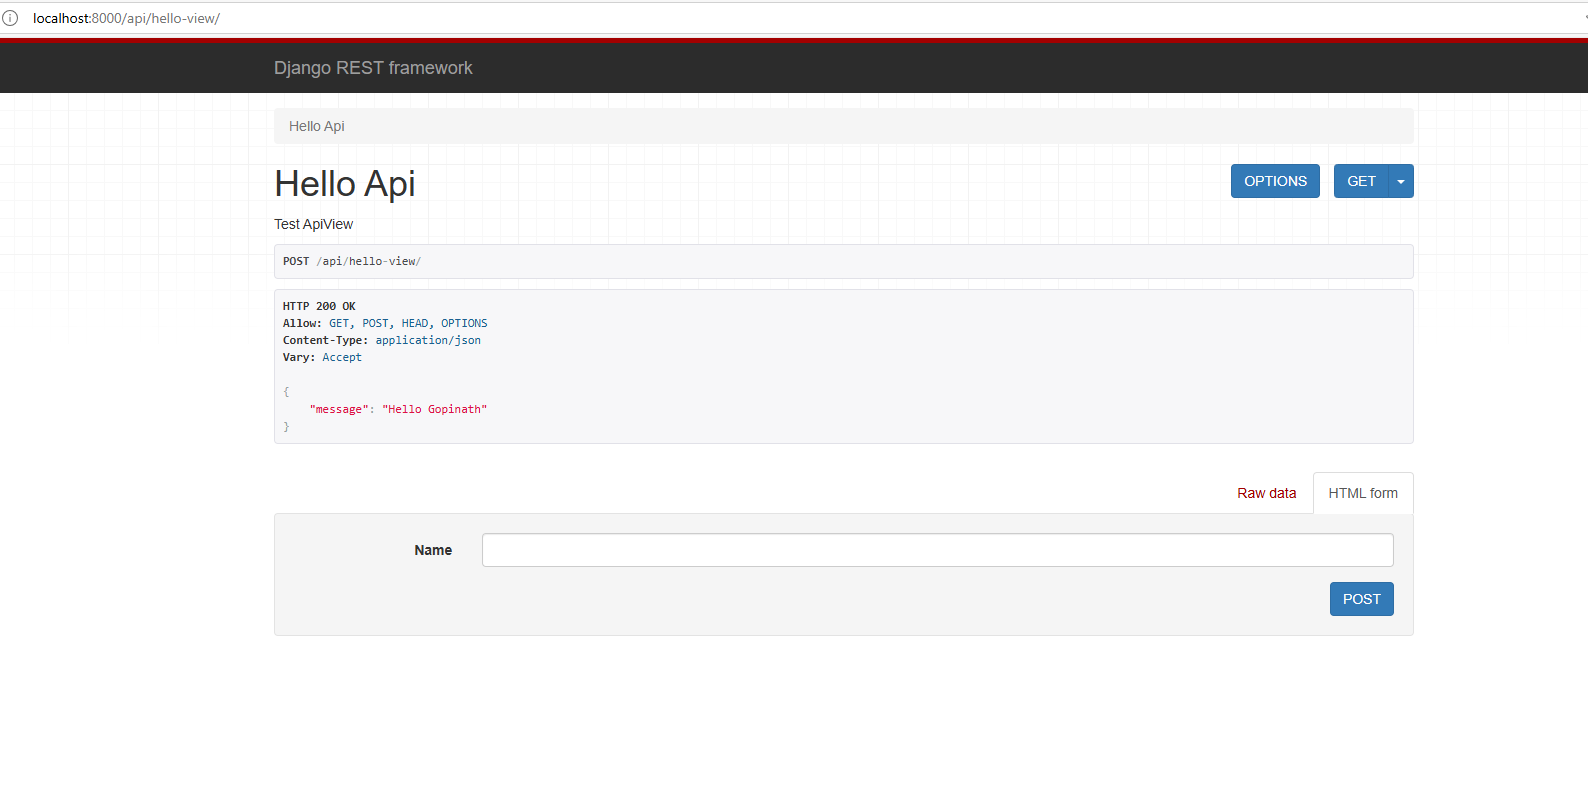 localhost:8000/api/hello-view/
Django REST framework
Hello Api
Hello Api
OPTIONS
GET
Test ApiView
POST /api/hello-view/
HTTP 200 OK
Allow: GET, POST, HEAD, OPTIONS
Content-Type: application/json
Vary: Accept
{
"message": "Hello Gopinath"
}
Raw data
HTML form
Name
POST